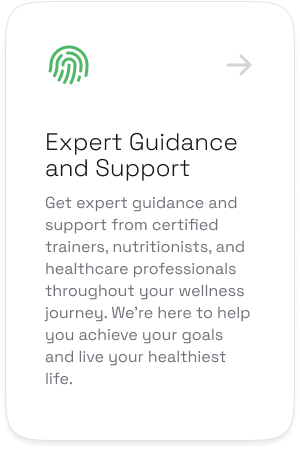 Expert Guidance
and Support
Get expert guidance and
support from certified
trainers, nutritionists, and
healthcare professionals
throughout your wellness
journey. We're here to help
you achieve your goals
and live your healthiest
life.